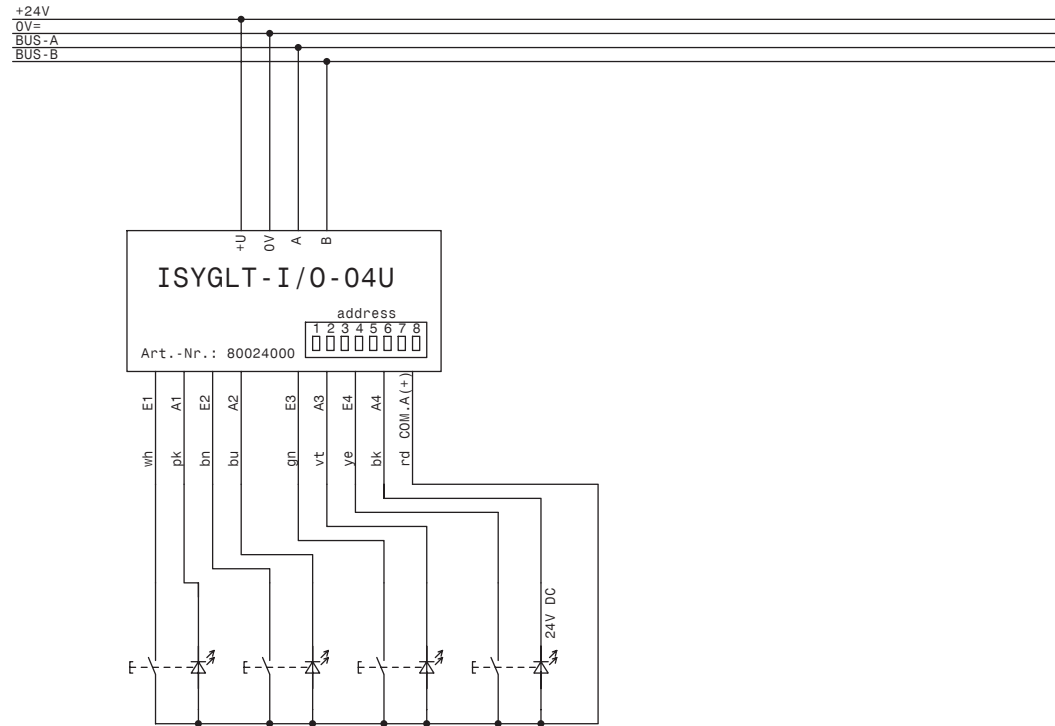 +24V
0V=
BUS-A
BUS-B
+U
0V
A
B
ISYGLT-I/O-04U
address
1 2 3 4 5 6 7 8
Art.-Nr.: 80024000
E1
A1
E2
A2
E3
A3
E4
A4
COM.A(+)
wh
pk
bn
bu
gn
vt
ye
bk
rd
24V DC